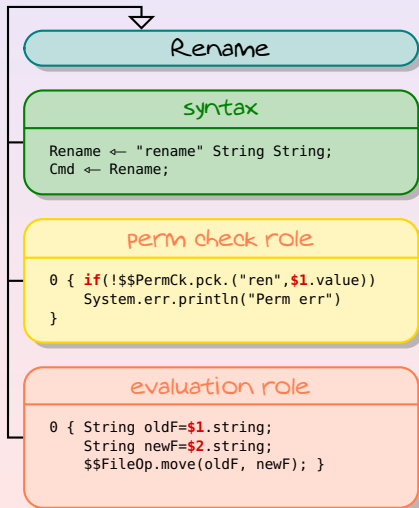 Rename
syntax
Rename ← "rename" String String;
Cmd ← Rename;
perm check role
0 { if(!$$PermCk.pck.("ren",$1.value))
System.err.println("Perm err")
}
evaluation role
0 { String oldF=$1.string;
String newF=$2.string;
$$FileOp.move(oldF, newF); }